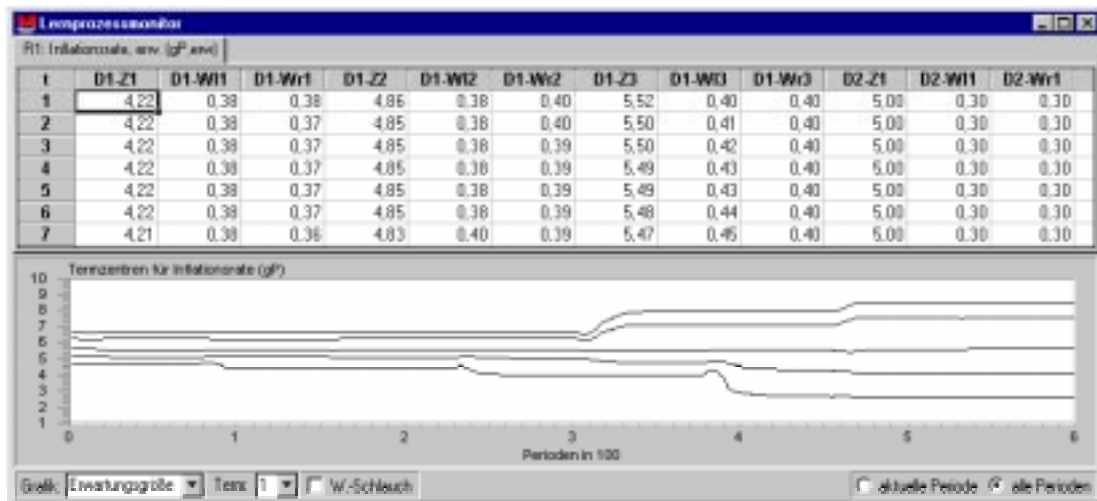 Lernprozessmonitor
R1: Inflationsrate, erw. (gP,erw)
t D1-Z1 D1-Wl1 D1-Wr1 D1-Z2 D1-Wl2 D1-Wr2 D1-Z3 D1-Wl3 D1-Wr3 D2-Z1 D2-Wl1 D2-Wr1
1 4,22 0,38 0,38 4,86 0,38 0,40 5,52 0,40 0,40 5,00 0,30 0,30
2 4,22 0,38 0,37 4,85 0,38 0,40 5,50 0,41 0,40 5,00 0,30 0,30
3 4,22 0,38 0,37 4,85 0,38 0,39 5,50 0,42 0,40 5,00 0,30 0,30
4 4,22 0,38 0,37 4,85 0,38 0,39 5,49 0,43 0,40 5,00 0,30 0,30
5 4,22 0,38 0,37 4,85 0,38 0,39 5,49 0,43 0,40 5,00 0,30 0,30
6 4,22 0,38 0,37 4,85 0,38 0,39 5,48 0,44 0,40 5,00 0,30 0,30
7 4,21 0,38 0,36 4,83 0,40 0,39 5,47 0,45 0,40 5,00 0,30 0,30
Termzentren für Inflationsrate (gP)
10
9
8
7
6
5
4
3
2
1
0 1 2 3 4 5 6
Perioden in 100
Grafik: Erwartungsgröße Term: 1 W.-Schlauch aktuelle Periode alle Perioden